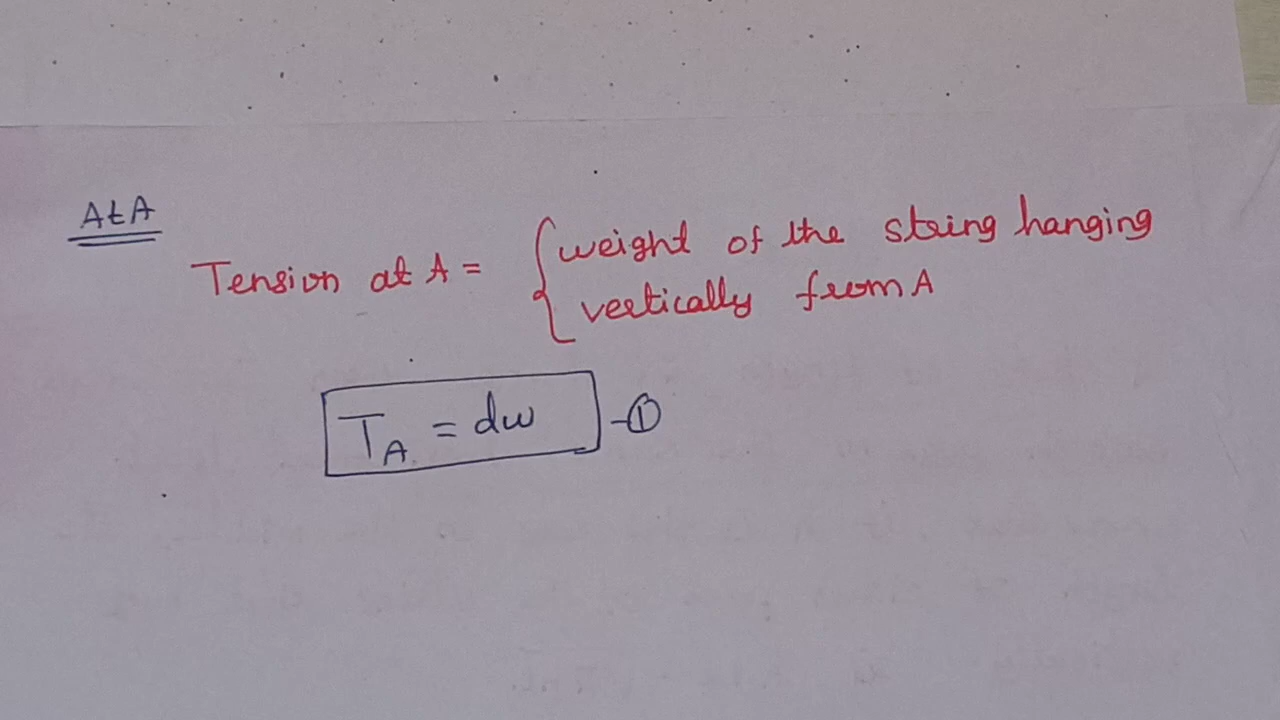 At A
Tension at A = { weight of the string hanging
vertically from A
T_A = dw -①